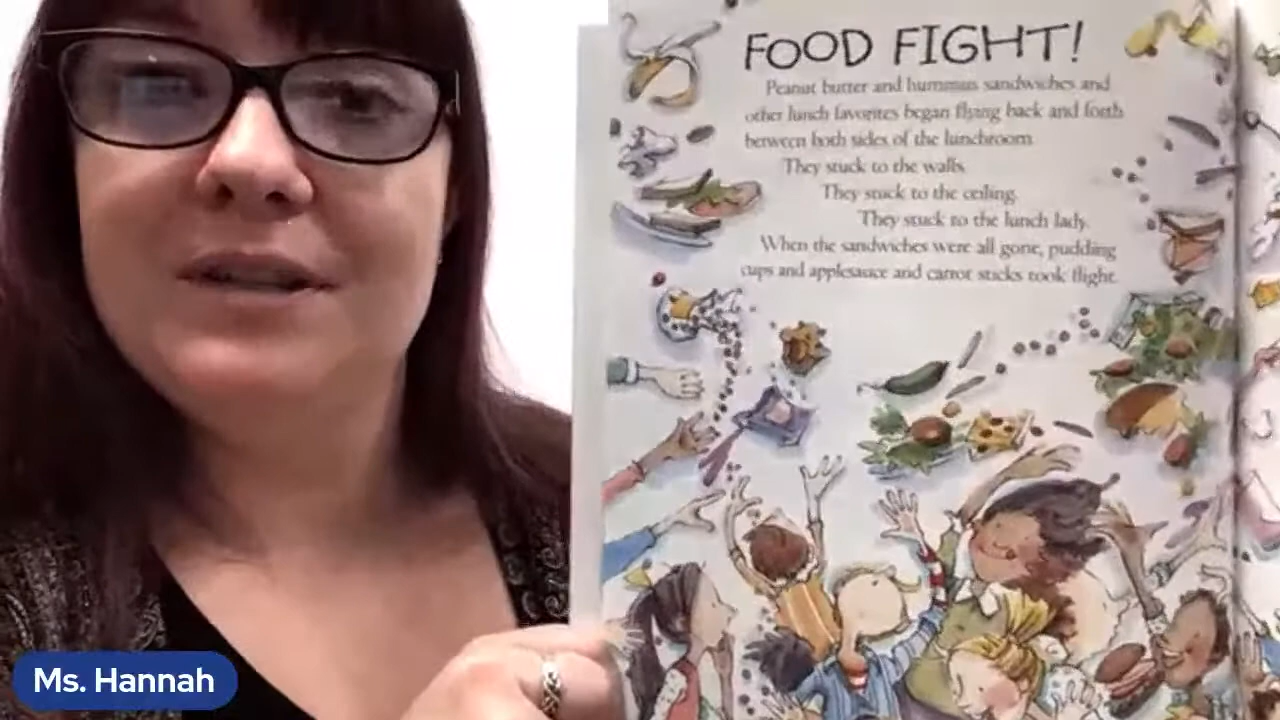 FOOD FIGHT!
Peanut butter and hummus sandwiches and
other lunch favorites began flying back and forth
between both sides of the lunchroom.
They stuck to the walls.
They stuck to the ceiling.
They stuck to the lunch lady.
When the sandwiches were all gone, pudding
cups and applesauce and carrot sticks took flight.
Ms. Hannah